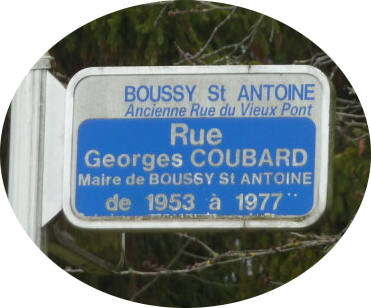 BOUSSY St ANTOINE
Ancienne Rue du Vieux Pont
Rue
Georges COUBARD
Maire de BOUSSY St ANTOINE
de 1953 à 1977